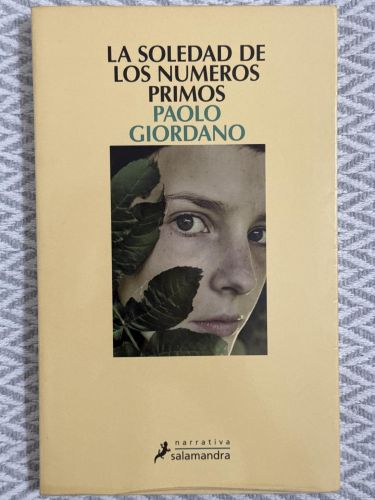 LA SOLEDAD DE
LOS NUMEROS
PRIMOS
PAOLO
GIORDANO
narrativa
salamandra